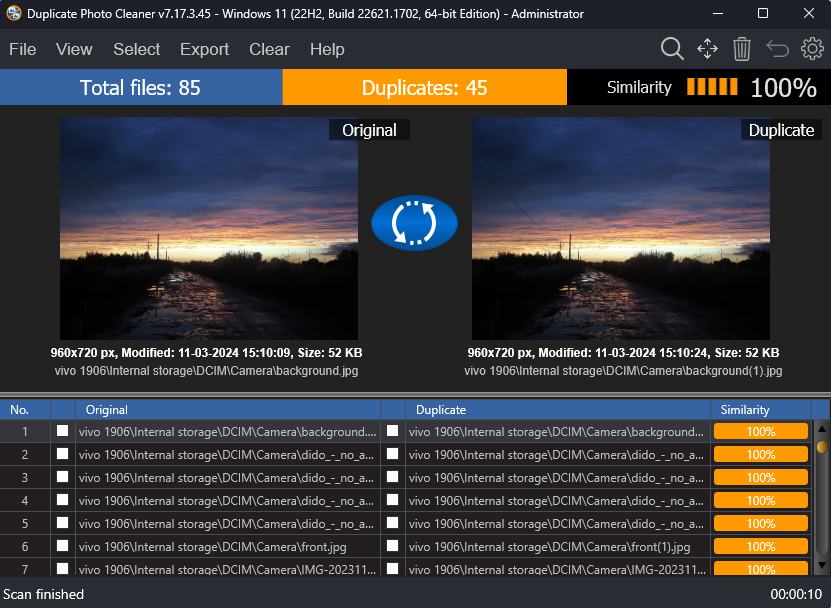 Duplicate Photo Cleaner v7.17.3.45 - Windows 11 (22H2, Build 22621.1702, 64-bit Edition) - Administrator
File View Select Export Clear Help
Total files: 85 Duplicates: 45 Similarity 100%
Original Duplicate
960x720 px, Modified: 11-03-2024 15:10:09, Size: 52 KB 960x720 px, Modified: 11-03-2024 15:10:24, Size: 52 KB
vivo 1906\Internal storage\DCIM\Camera\background.jpg vivo 1906\Internal storage\DCIM\Camera\background(1).jpg
No. Original Duplicate Similarity
1 vivo 1906\Internal storage\DCIM\Camera\background.... vivo 1906\Internal storage\DCIM\Camera\background... 100%
2 vivo 1906\Internal storage\DCIM\Camera\dido_-_no_a... vivo 1906\Internal storage\DCIM\Camera\dido_-_no_a... 100%
3 vivo 1906\Internal storage\DCIM\Camera\dido_-_no_a... vivo 1906\Internal storage\DCIM\Camera\dido_-_no_a... 100%
4 vivo 1906\Internal storage\DCIM\Camera\dido_-_no_a... vivo 1906\Internal storage\DCIM\Camera\dido_-_no_a... 100%
5 vivo 1906\Internal storage\DCIM\Camera\dido_-_no_a... vivo 1906\Internal storage\DCIM\Camera\dido_-_no_a... 100%
6 vivo 1906\Internal storage\DCIM\Camera\front.jpg vivo 1906\Internal storage\DCIM\Camera\front(1).jpg 100%
7 vivo 1906\Internal storage\DCIM\Camera\IMG-202311... vivo 1906\Internal storage\DCIM\Camera\IMG-202311... 100%
Scan finished 00:00:10